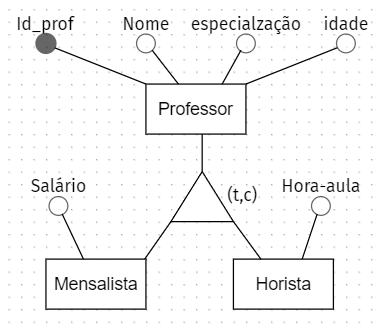 Id_prof Nome especialzação idade
Professor
(t,c)
Salário Hora-aula
Mensalista Horista